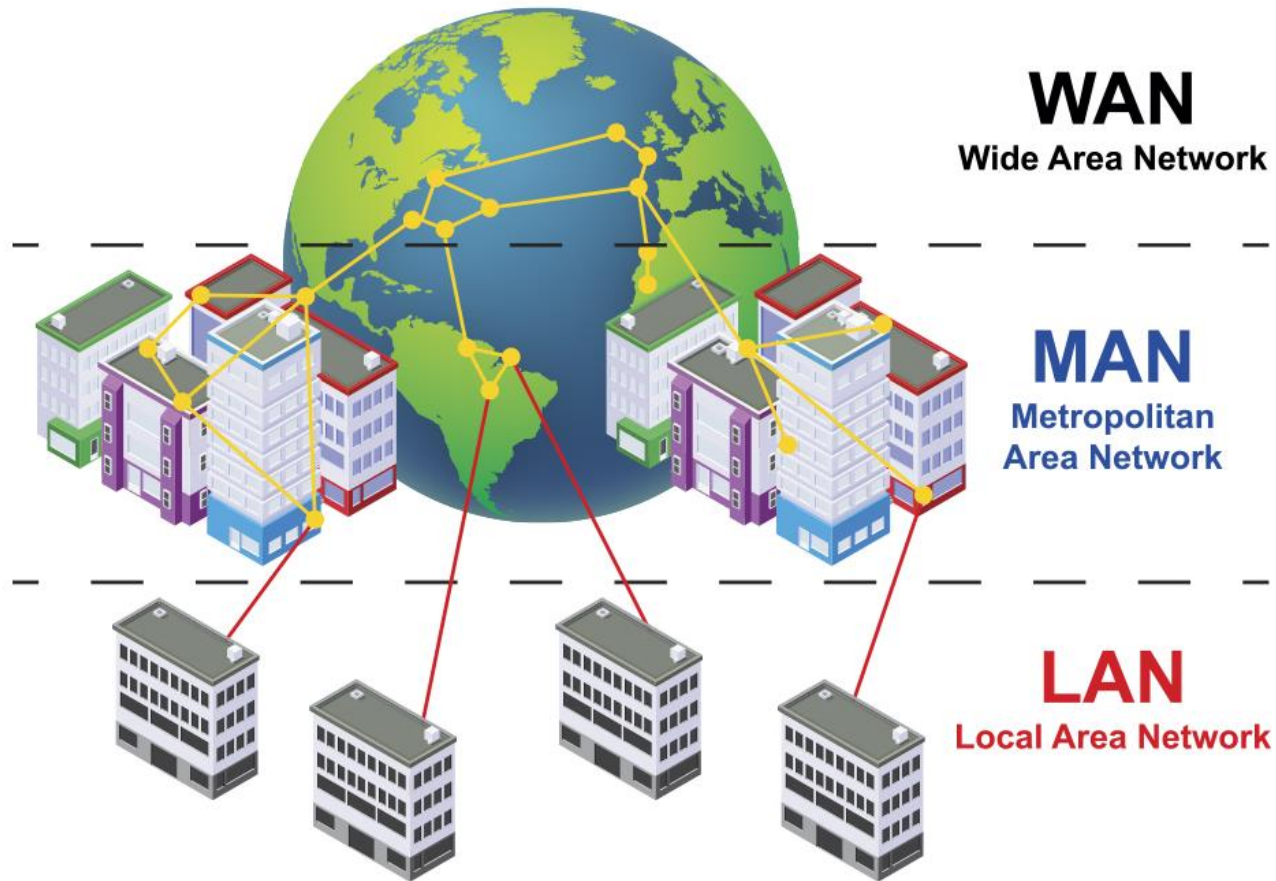 WAN
Wide Area Network
MAN
Metropolitan
Area Network
LAN
Local Area Network